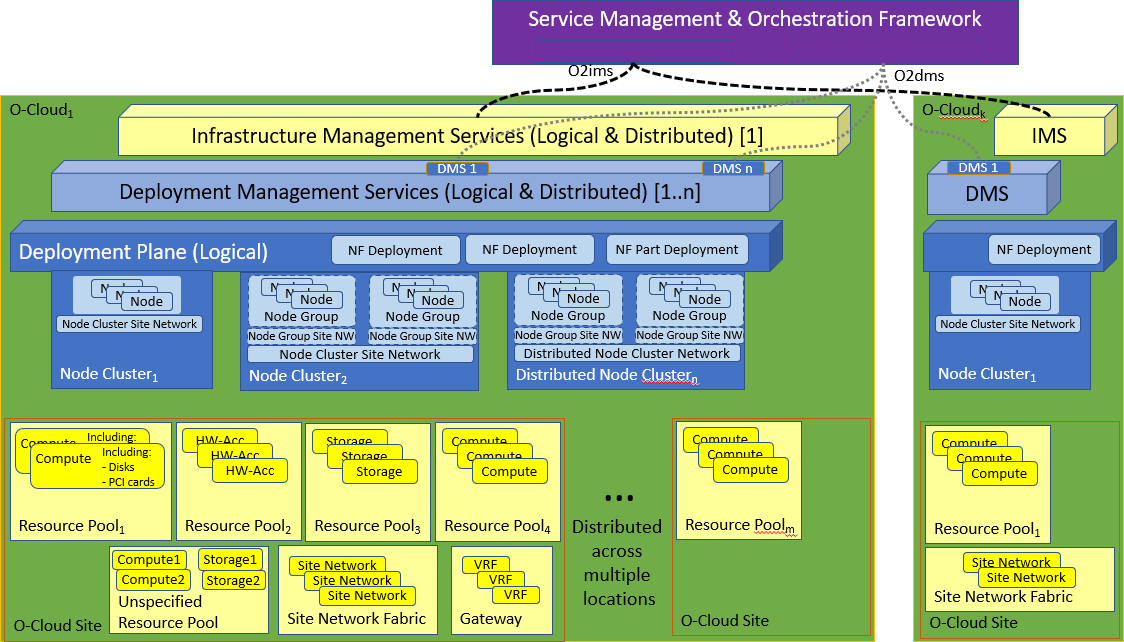 Service Management & Orchestration Framework
O2ims
O2dms
O-Cloud1
Infrastructure Management Services (Logical & Distributed) [1]
DMS 1
DMS n
Deployment Management Services (Logical & Distributed) [1..n]
Deployment Plane (Logical)
NF Deployment
NF Deployment
NF Part Deployment
Node
Node Cluster Site Network
Node Cluster1
Node
Node Group
Node
Node Group
Node Group Site NW
Node Group Site NW
Node Cluster Site Network
Node Cluster2
Node
Node Group
Node
Node Group
Node Group Site NW
Node Group Site NW
Distributed Node Cluster Network
Distributed Node Clustern
Compute
Including:
Compute
Including:
- Disks
- PCI cards
Resource Pool1
HW-Acc
HW-Acc
HW-Acc
Resource Pool2
Storage
Storage
Storage
Resource Pool3
Compute
Compute
Compute
Resource Pool4
...
Distributed
across
multiple
locations
Compute
Compute
Compute
Resource Poolm
O-Cloud Site
Compute1
Storage1
Compute2
Storage2
Unspecified
Resource Pool
Site Network
Site Network
Site Network
Site Network Fabric
VRF
VRF
VRF
Gateway
O-Cloud Site
O-Cloudk
IMS
DMS 1
DMS
NF Deployment
Node
Node Cluster Site Network
Node Cluster1
Compute
Compute
Compute
Resource Pool1
Site Network
Site Network
Site Network Fabric
O-Cloud Site